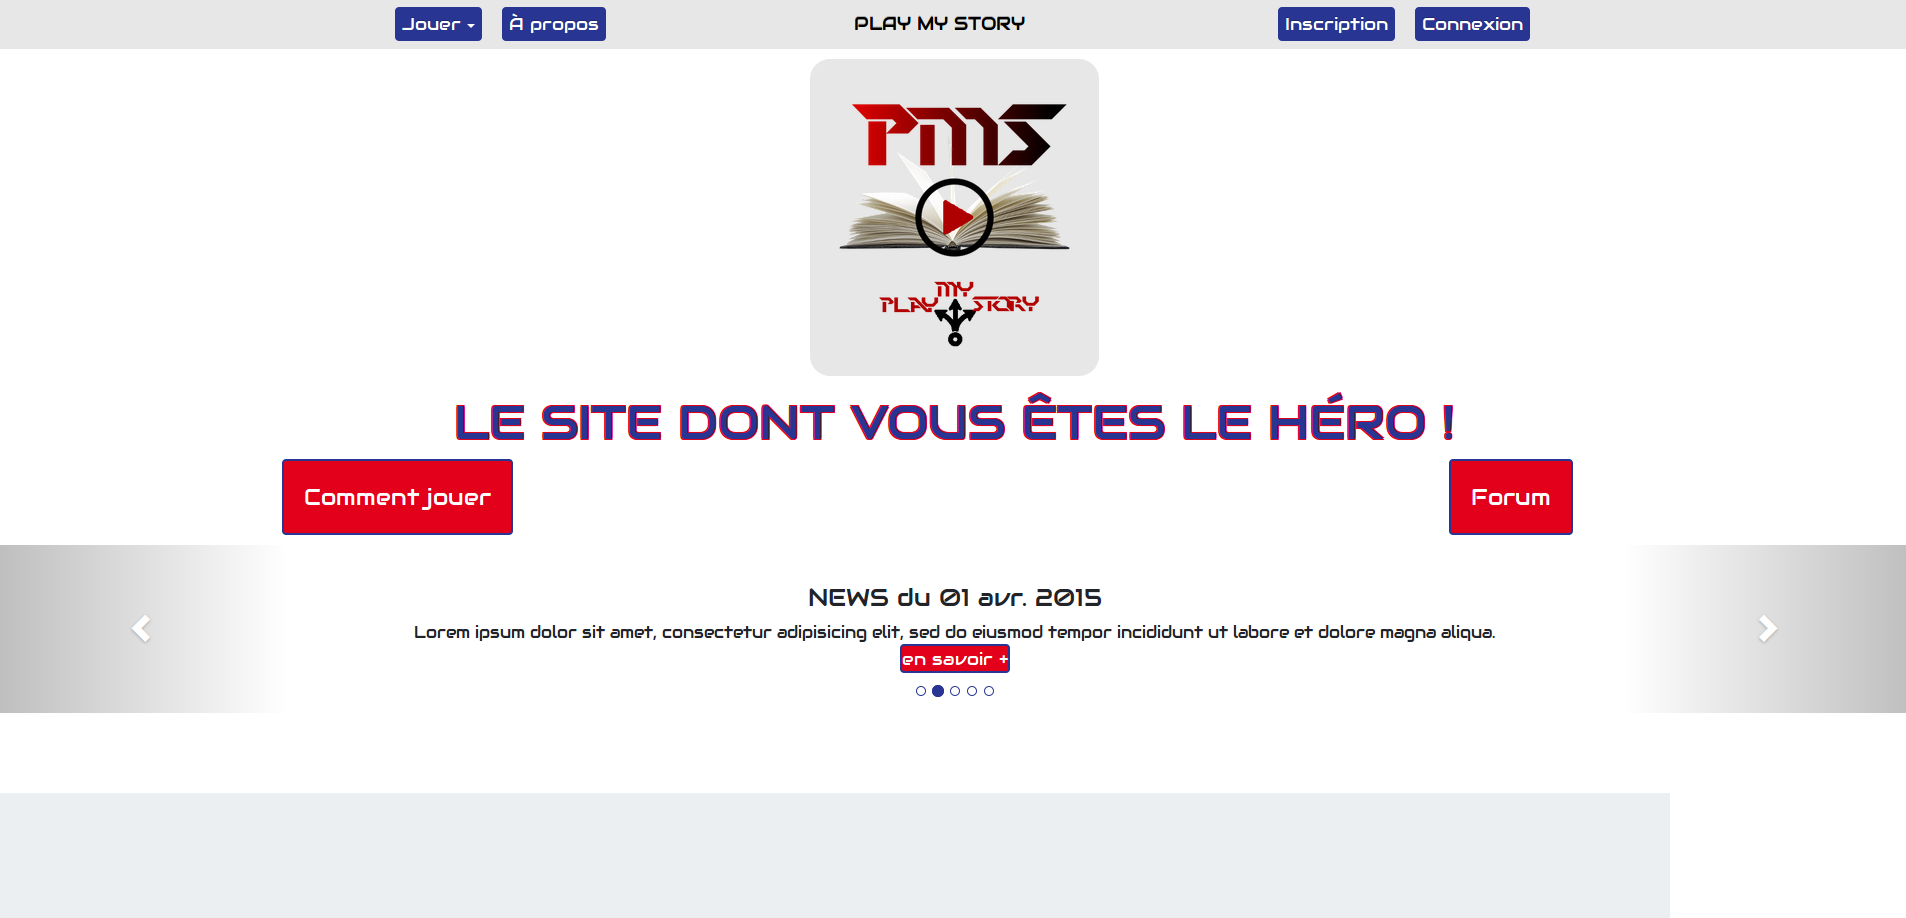 Jouer À propos PLAY MY STORY Inscription Connexion
PMS
MY
PLAY STORY
LE SITE DONT VOUS ÊTES LE HÉRO !
Comment jouer Forum
NEWS du 01 avr. 2015
Lorem ipsum dolor sit amet, consectetur adipisicing elit, sed do eiusmod tempor incididunt ut labore et dolore magna aliqua.
en savoir +